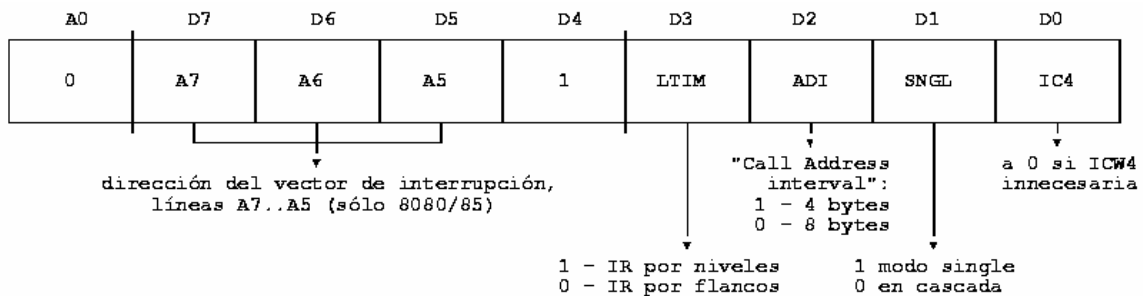 A0 D7 D6 D5 D4 D3 D2 D1 D0
0 A7 A6 A5 1 LTIM ADI SNGL IC4
dirección del vector de interrupción,
líneas A7..A5 (sólo 8080/85)
"Call Address
interval":
1 - 4 bytes
0 - 8 bytes
a 0 si ICW4
innecesaria
1 - IR por niveles
0 - IR por flancos
1 modo single
0 en cascada